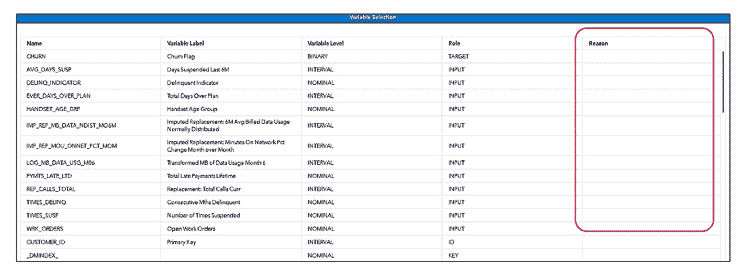 Variable Selection
Name Variable Label Variable Level Role Reason
CHURN Churn Flag BINARY TARGET
AVG_DAYS_SUSP Days Suspended Last 6M INTERVAL INPUT
DELINQ_INDICATOR Delinquent Indicator NOMINAL INPUT
EVER_DAYS_OVER_PLAN Total Days Over Plan INTERVAL INPUT
HANDSET_AGE_GRP Handset Age Group NOMINAL INPUT
IMP_REP_MB_DATA_NDIST_MO6M Imputed Replacement: 6M Avg Billed Data Usage INTERVAL INPUT
Normally Distributed
IMP_REP_MOU_ONNET_PCT_MOM Imputed Replacement: Minutes On Network Pct INTERVAL INPUT
Change Month over Month
LOG_MB_DATA_USG_M06 Transformed MB of Data Usage Month 6 INTERVAL INPUT
PYMTS_LATE_LTD Total Late Payments Lifetime NOMINAL INPUT
REP_CALLS_TOTAL Replacement: Total Calls Curr INTERVAL INPUT
TIMES_DELINQ Consecutive Mths Delinquent NOMINAL INPUT
TIMES_SUSP Number of Times Suspended NOMINAL INPUT
WRK_ORDERS Open Work Orders NOMINAL INPUT
CUSTOMER_ID Primary Key INTERVAL ID
_DMINDEX_ NOMINAL KEY